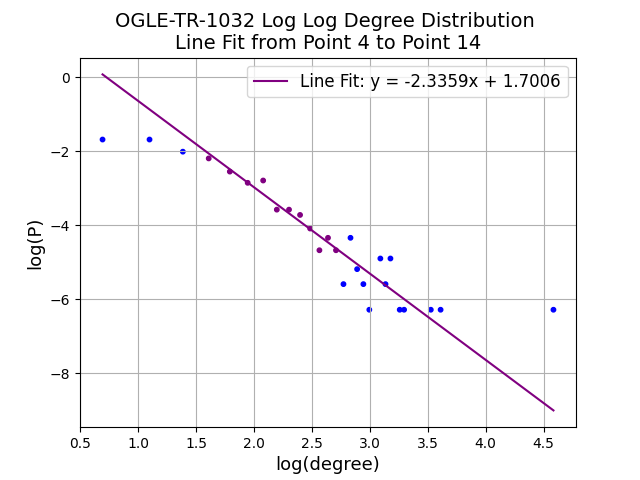 OGLE-TR-1032 Log Log Degree Distribution
Line Fit from Point 4 to Point 14
Line Fit: y = -2.3359x + 1.7006
0
−2
−4
−6
−8
log(P)
0.5 1.0 1.5 2.0 2.5 3.0 3.5 4.0 4.5
log(degree)